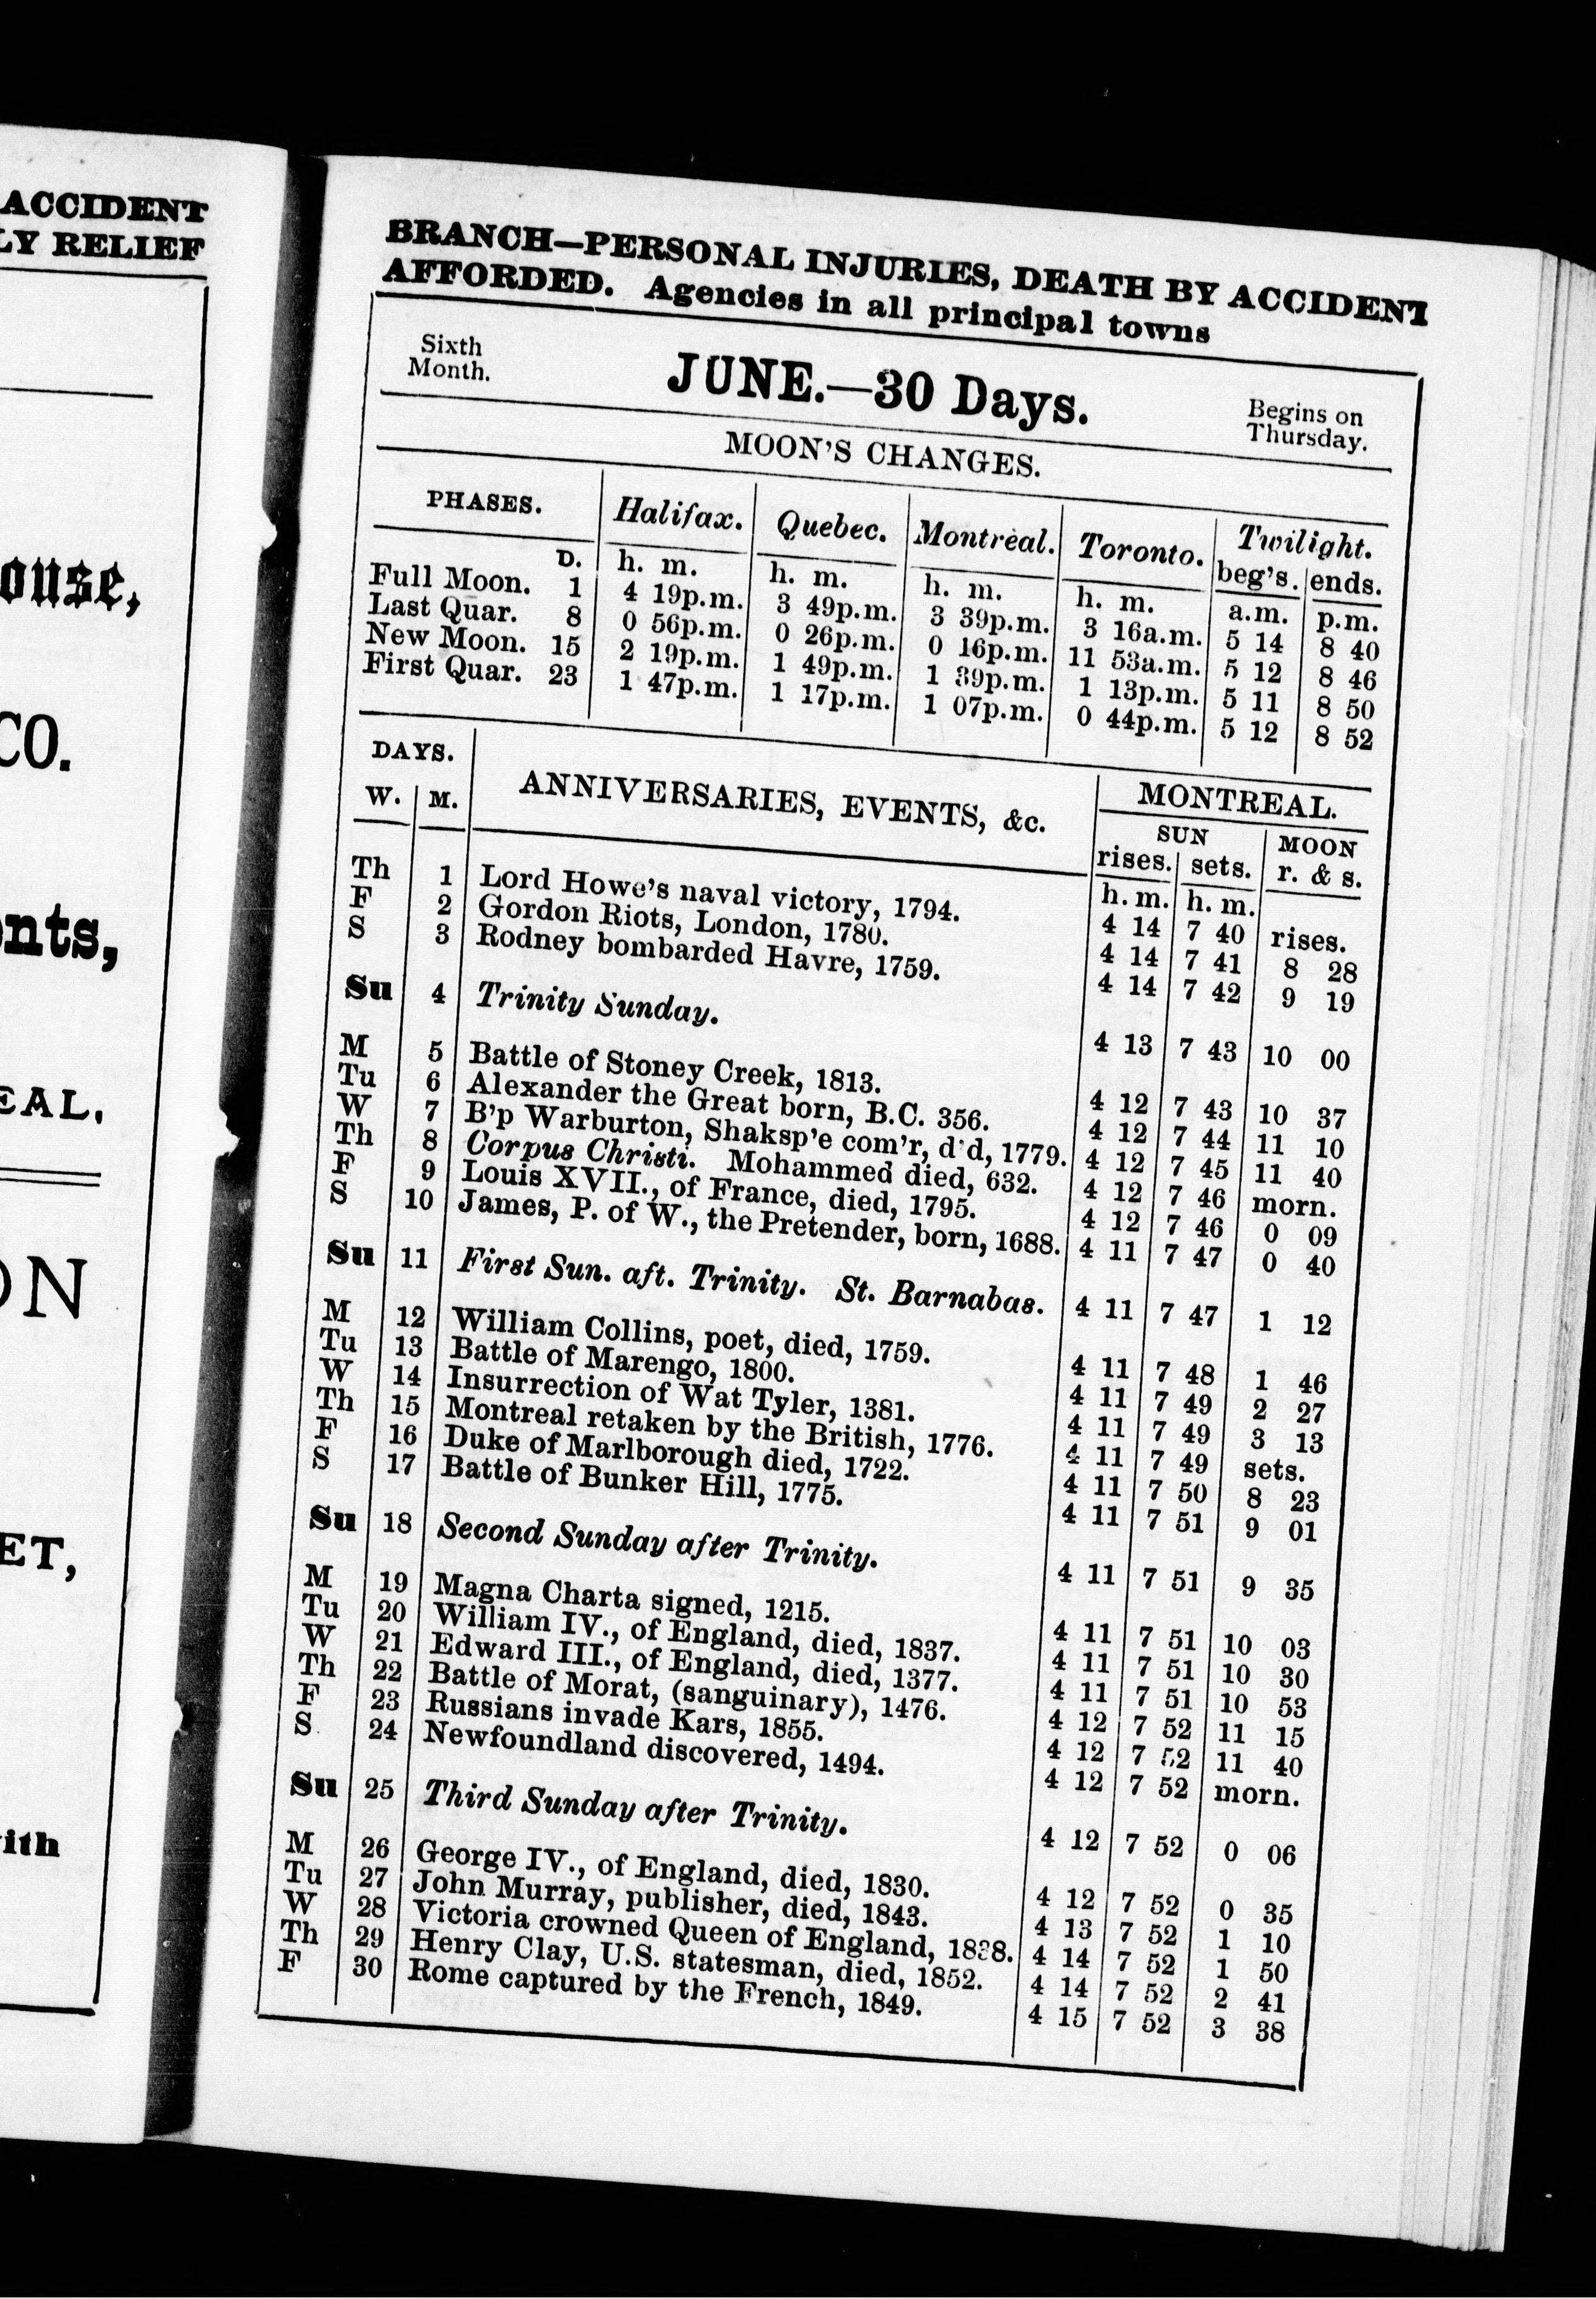 ACCIDENT
LY RELIEF
ouse,
CO.
ents,
EAL.
ON
ET,
ith
BRANCH—PERSONAL INJURIES, DEATH BY ACCIDENT
AFFORDED. Agencies in all principal towns
Sixth Month. JUNE.—30 Days. Begins on Thursday.
MOON'S CHANGES.
PHASES. Halifax. Quebec. Montreal. Toronto. Twilight.
beg's. ends.
D. h. m. h. m. h. m. h. m. a.m. p.m.
Full Moon. 1 4 19p.m. 3 49p.m. 3 39p.m. 3 16a.m. 5 14 8 40
Last Quar. 8 0 56p.m. 0 26p.m. 0 16p.m. 11 53a.m. 5 12 8 46
New Moon. 15 2 19p.m. 1 49p.m. 1 39p.m. 1 13p.m. 5 11 8 50
First Quar. 23 1 47p.m. 1 17p.m. 1 07p.m. 0 44p.m. 5 12 8 52
DAYS. ANNIVERSARIES, EVENTS, &c. MONTREAL.
W. M. SUN MOON
rises. sets. r. & s.
h. m. h. m.
Th 1 Lord Howe's naval victory, 1794. 4 14 7 40 rises.
F 2 Gordon Riots, London, 1780. 4 14 7 41 8 28
S 3 Rodney bombarded Havre, 1759. 4 14 7 42 9 19
Su 4 Trinity Sunday. 4 13 7 43 10 00
M 5 Battle of Stoney Creek, 1813. 4 12 7 43 10 37
Tu 6 Alexander the Great born, B.C. 356. 4 12 7 44 11 10
W 7 B'p Warburton, Shaksp'e com'r, d'd, 1779. 4 12 7 45 11 40
Th 8 Corpus Christi. Mohammed died, 632. 4 12 7 46 morn.
F 9 Louis XVII., of France, died, 1795. 4 12 7 46 0 09
S 10 James, P. of W., the Pretender, born, 1688. 4 11 7 47 0 40
Su 11 First Sun. aft. Trinity. St. Barnabas. 4 11 7 47 1 12
M 12 William Collins, poet, died, 1759. 4 11 7 48 1 46
Tu 13 Battle of Marengo, 1800. 4 11 7 49 2 27
W 14 Insurrection of Wat Tyler, 1381. 4 11 7 49 3 13
Th 15 Montreal retaken by the British, 1776. 4 11 7 49 sets.
F 16 Duke of Marlborough died, 1722. 4 11 7 50 8 23
S 17 Battle of Bunker Hill, 1775. 4 11 7 51 9 01
Su 18 Second Sunday after Trinity. 4 11 7 51 9 35
M 19 Magna Charta signed, 1215. 4 11 7 51 10 03
Tu 20 William IV., of England, died, 1837. 4 11 7 51 10 30
W 21 Edward III., of England, died, 1377. 4 11 7 51 10 53
Th 22 Battle of Morat, (sanguinary), 1476. 4 12 7 52 11 15
F 23 Russians invade Kars, 1855. 4 12 7 52 11 40
S 24 Newfoundland discovered, 1494. 4 12 7 52 morn.
Su 25 Third Sunday after Trinity. 4 12 7 52 0 06
M 26 George IV., of England, died, 1830. 4 12 7 52 0 35
Tu 27 John Murray, publisher, died, 1843. 4 13 7 52 1 10
W 28 Victoria crowned Queen of England, 1838. 4 14 7 52 1 50
Th 29 Henry Clay, U.S. statesman, died, 1852. 4 14 7 52 2 41
F 30 Rome captured by the French, 1849. 4 15 7 52 3 38